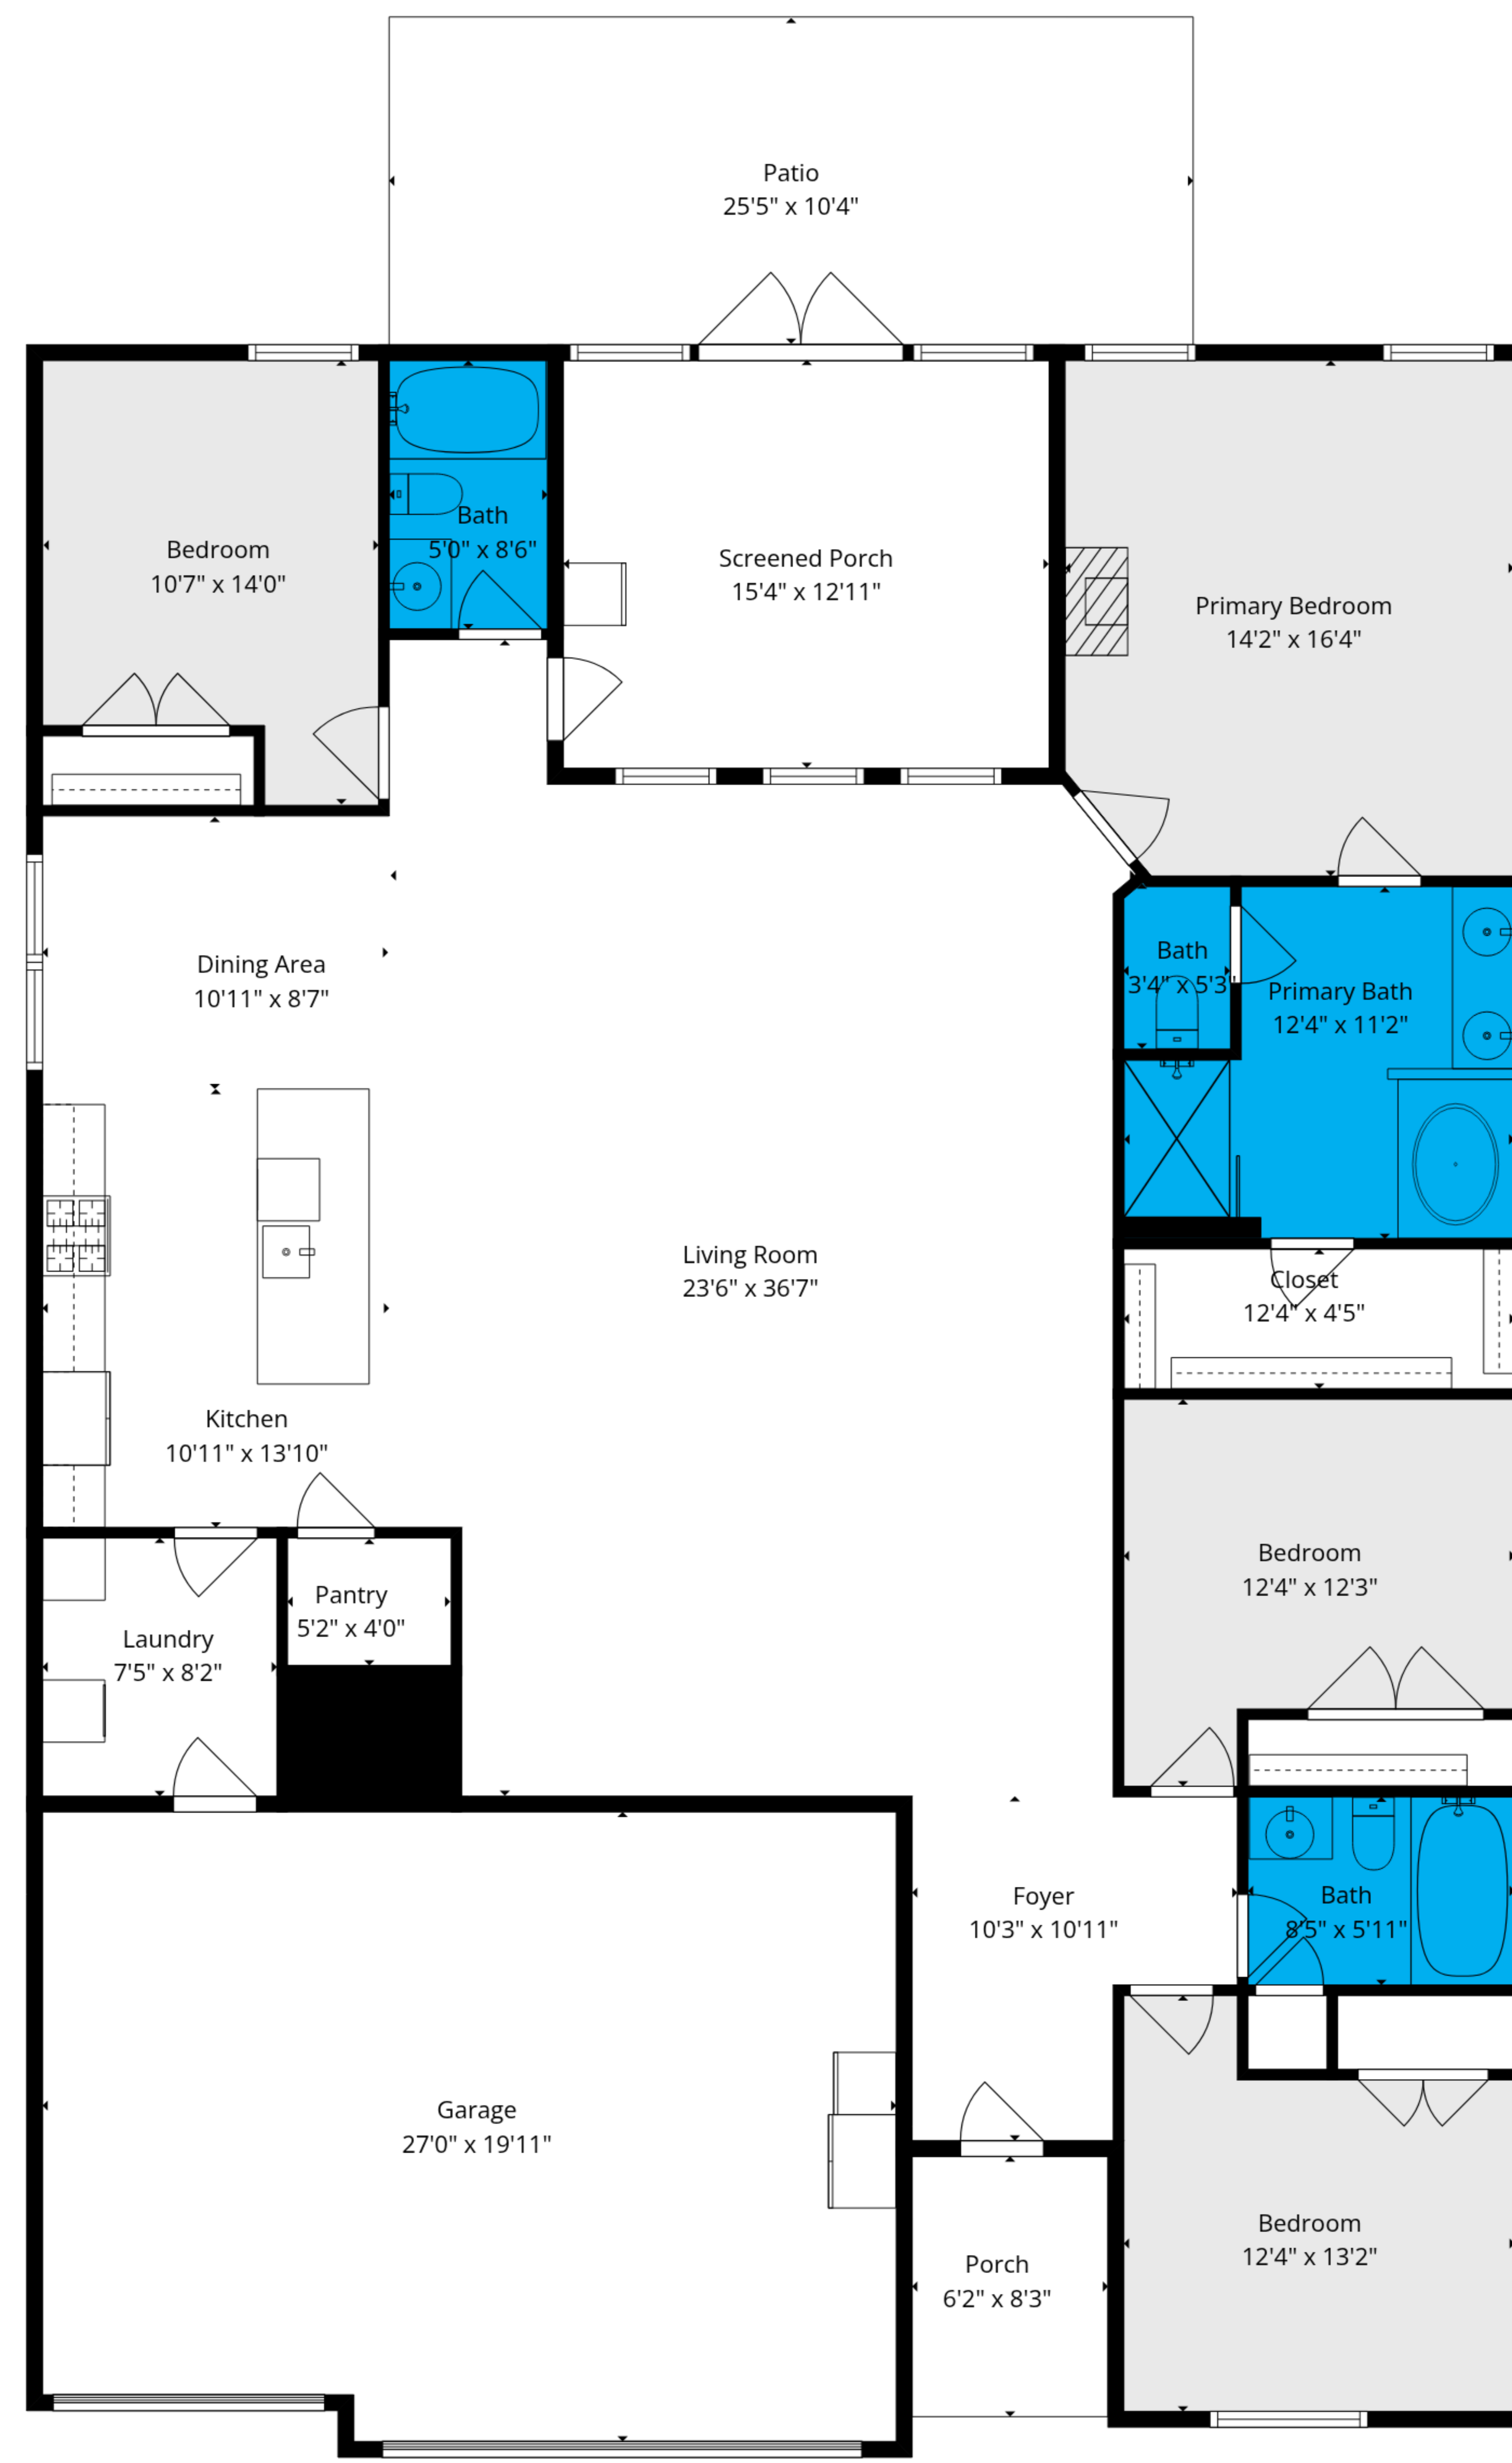 Patio
25'5" x 10'4"
Bedroom
10'7" x 14'0"
Bath
5'0" x 8'6"
Screened Porch
15'4" x 12'11"
Primary Bedroom
14'2" x 16'4"
Dining Area
10'11" x 8'7"
Bath
3'4" x 5'3"
Primary Bath
12'4" x 11'2"
Living Room
23'6" x 36'7"
Closet
12'4" x 4'5"
Kitchen
10'11" x 13'10"
Bedroom
12'4" x 12'3"
Pantry
5'2" x 4'0"
Laundry
7'5" x 8'2"
Foyer
10'3" x 10'11"
Bath
8'5" x 5'11"
Garage
27'0" x 19'11"
Bedroom
12'4" x 13'2"
Porch
6'2" x 8'3"